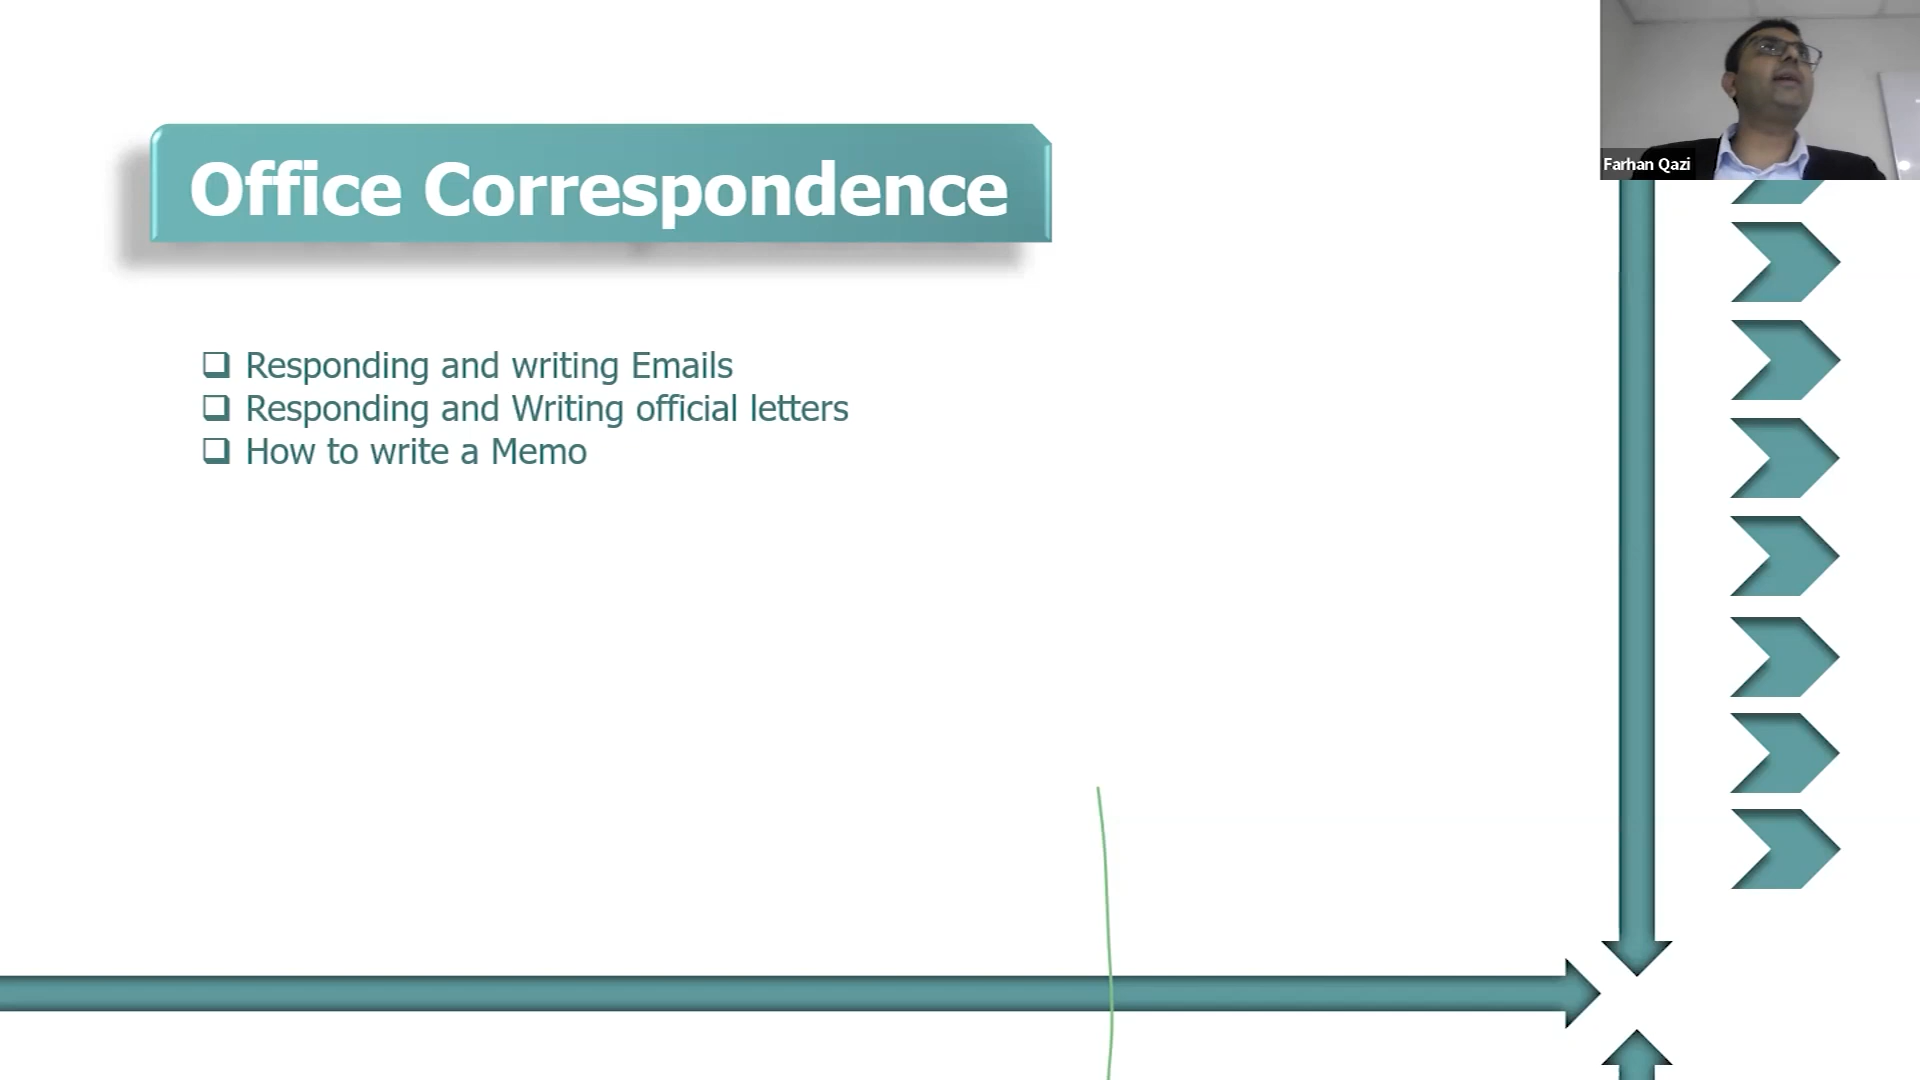 Farhan Qazi
Office Correspondence
Responding and writing Emails
Responding and Writing official letters
How to write a Memo